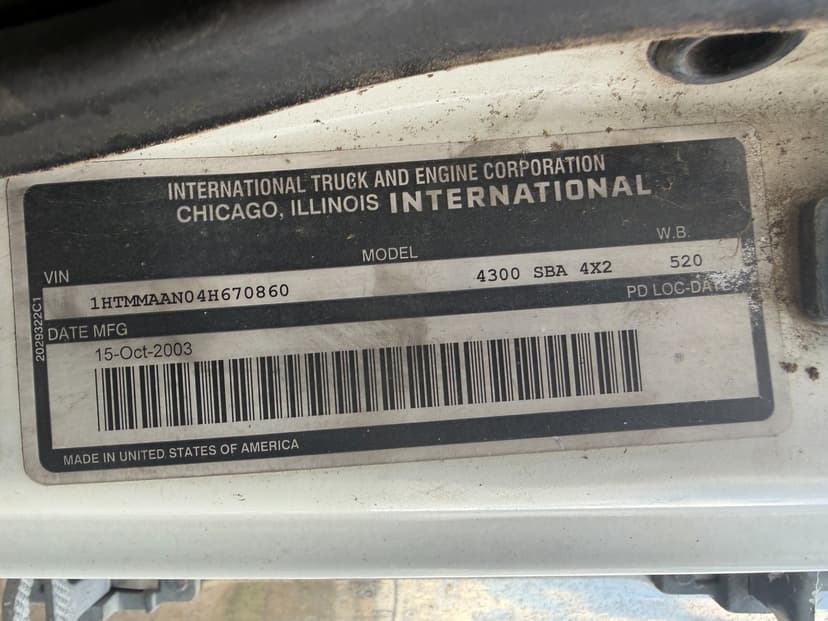 INTERNATIONAL TRUCK AND ENGINE CORPORATION
CHICAGO, ILLINOIS INTERNATIONAL
VIN MODEL W.B.
1HTMMAAN04H670860 4300 SBA 4X2 520
DATE MFG PD LOC-DATE
15-Oct-2003
MADE IN UNITED STATES OF AMERICA
2029322C1